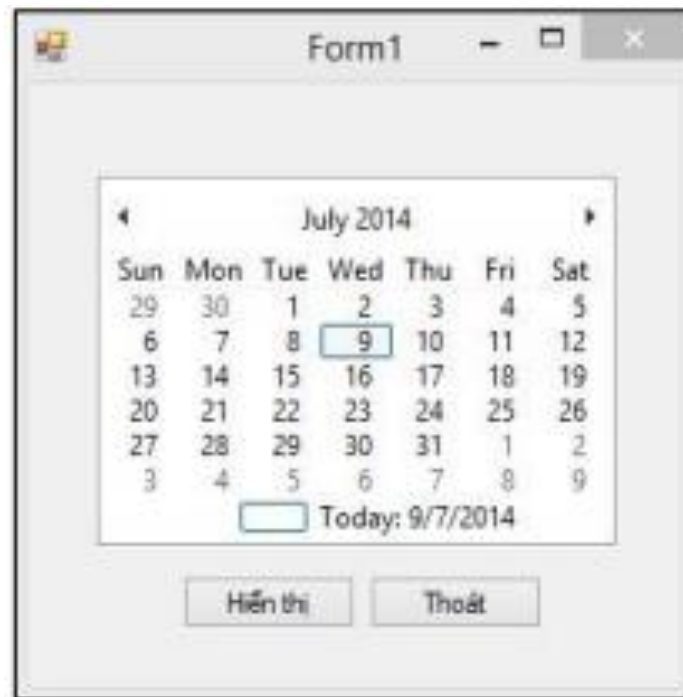 Form1
July 2014
Sun Mon Tue Wed Thu Fri Sat
29 30 1 2 3 4 5
6 7 8 9 10 11 12
13 14 15 16 17 18 19
20 21 22 23 24 25 26
27 28 29 30 31 1 2
3 4 5 6 7 8 9
Today: 9/7/2014
Hiển thị Thoát